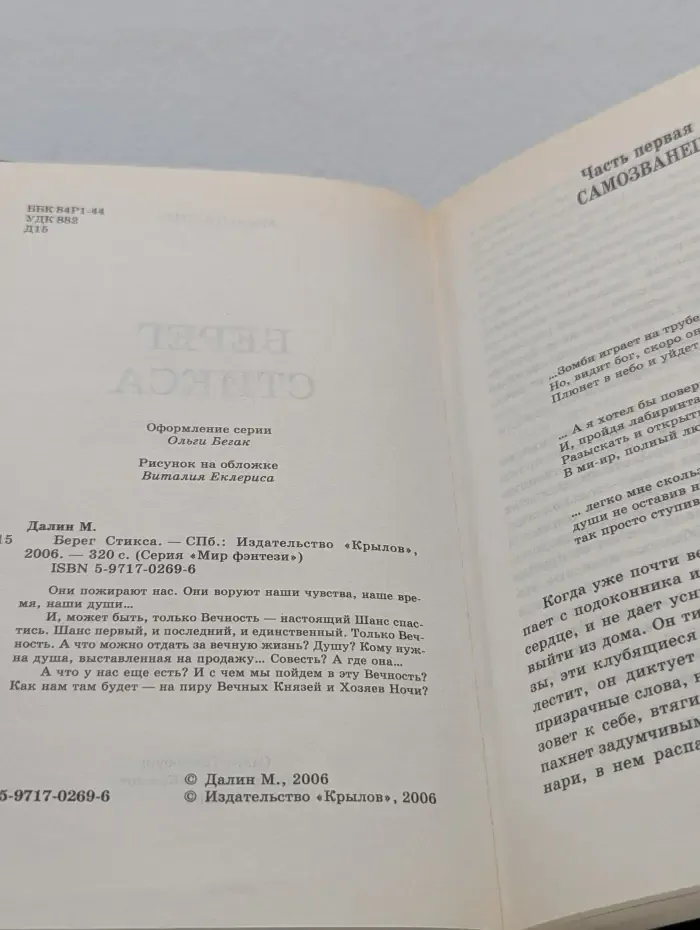 ББК 84Р1-44
УДК 882
Д15
Оформление серии
Ольги Бегак
Рисунок на обложке
Виталия Еклериса
Далин М.
15 Берег Стикса. — СПб.: Издательство «Крылов»,
2006. — 320 с. (Серия «Мир фэнтези»)
ISBN 5-9717-0269-6
Они пожирают нас. Они воруют наши чувства, наше вре-
мя, наши души...
И, может быть, только Вечность — настоящий Шанс спас-
тись. Шанс первый, и последний, и единственный. Только Веч-
ность. А что можно отдать за вечную жизнь? Душу? Кому нуж-
на душа, выставленная на продажу... Совесть? А где она...
А что у нас еще есть? И с чем мы пойдем в эту Вечность?
Как нам там будет — на пиру Вечных Князей и Хозяев Ночи?
© Далин М., 2006
5-9717-0269-6 © Издательство «Крылов», 2006
Часть первая
САМОЗВАНЕЦ
...Зомби играет на трубе
Но, видит бог, скоро он
Плюнет в небо и уйдет
... А я хотел бы повер
И, пройдя лабиринта
Разыскать и открыт
В ми-ир, полный лю
... легко мне сколь
души не оставив н
так просто ступив
Когда уже почти ве
пает с подоконника и
сердце, и не дает усн
выйти из дома. Он ти
зы, эти клубящиеся
лестит, он диктует
призрачные слова,
зовет к себе, втяги
пахнет задумчивым
нари, в нем распа